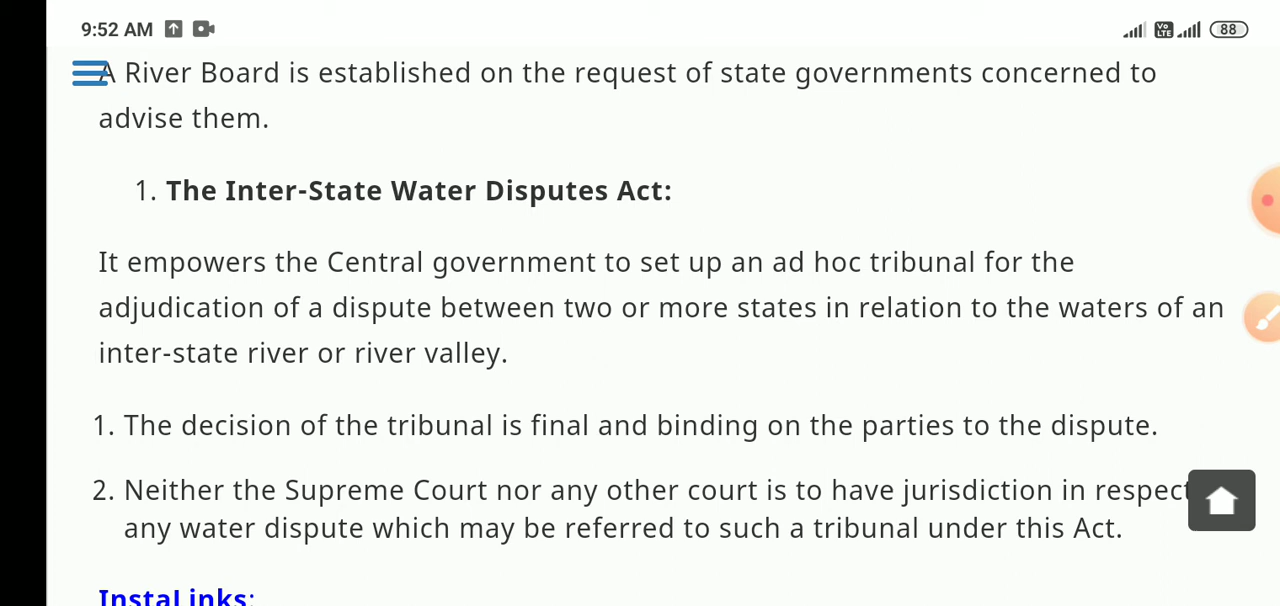 9:52 AM
Vo LTE
88
A River Board is established on the request of state governments concerned to
advise them.
1. The Inter-State Water Disputes Act:
It empowers the Central government to set up an ad hoc tribunal for the
adjudication of a dispute between two or more states in relation to the waters of an
inter-state river or river valley.
1. The decision of the tribunal is final and binding on the parties to the dispute.
2. Neither the Supreme Court nor any other court is to have jurisdiction in respect
any water dispute which may be referred to such a tribunal under this Act.
InstaLinks: